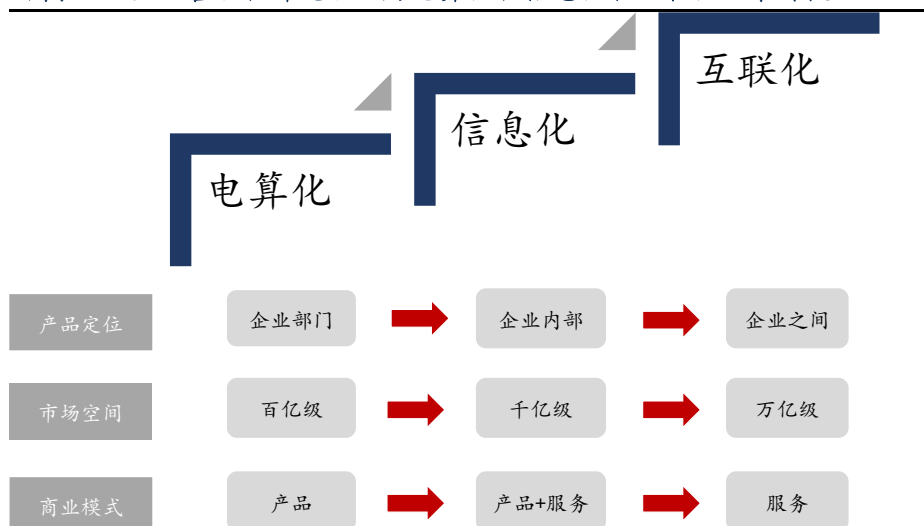 互联化
信息化
电算化
产品定位 企业部门 企业内部 企业之间
市场空间 百亿级 千亿级 万亿级
商业模式 产品 产品+服务 服务